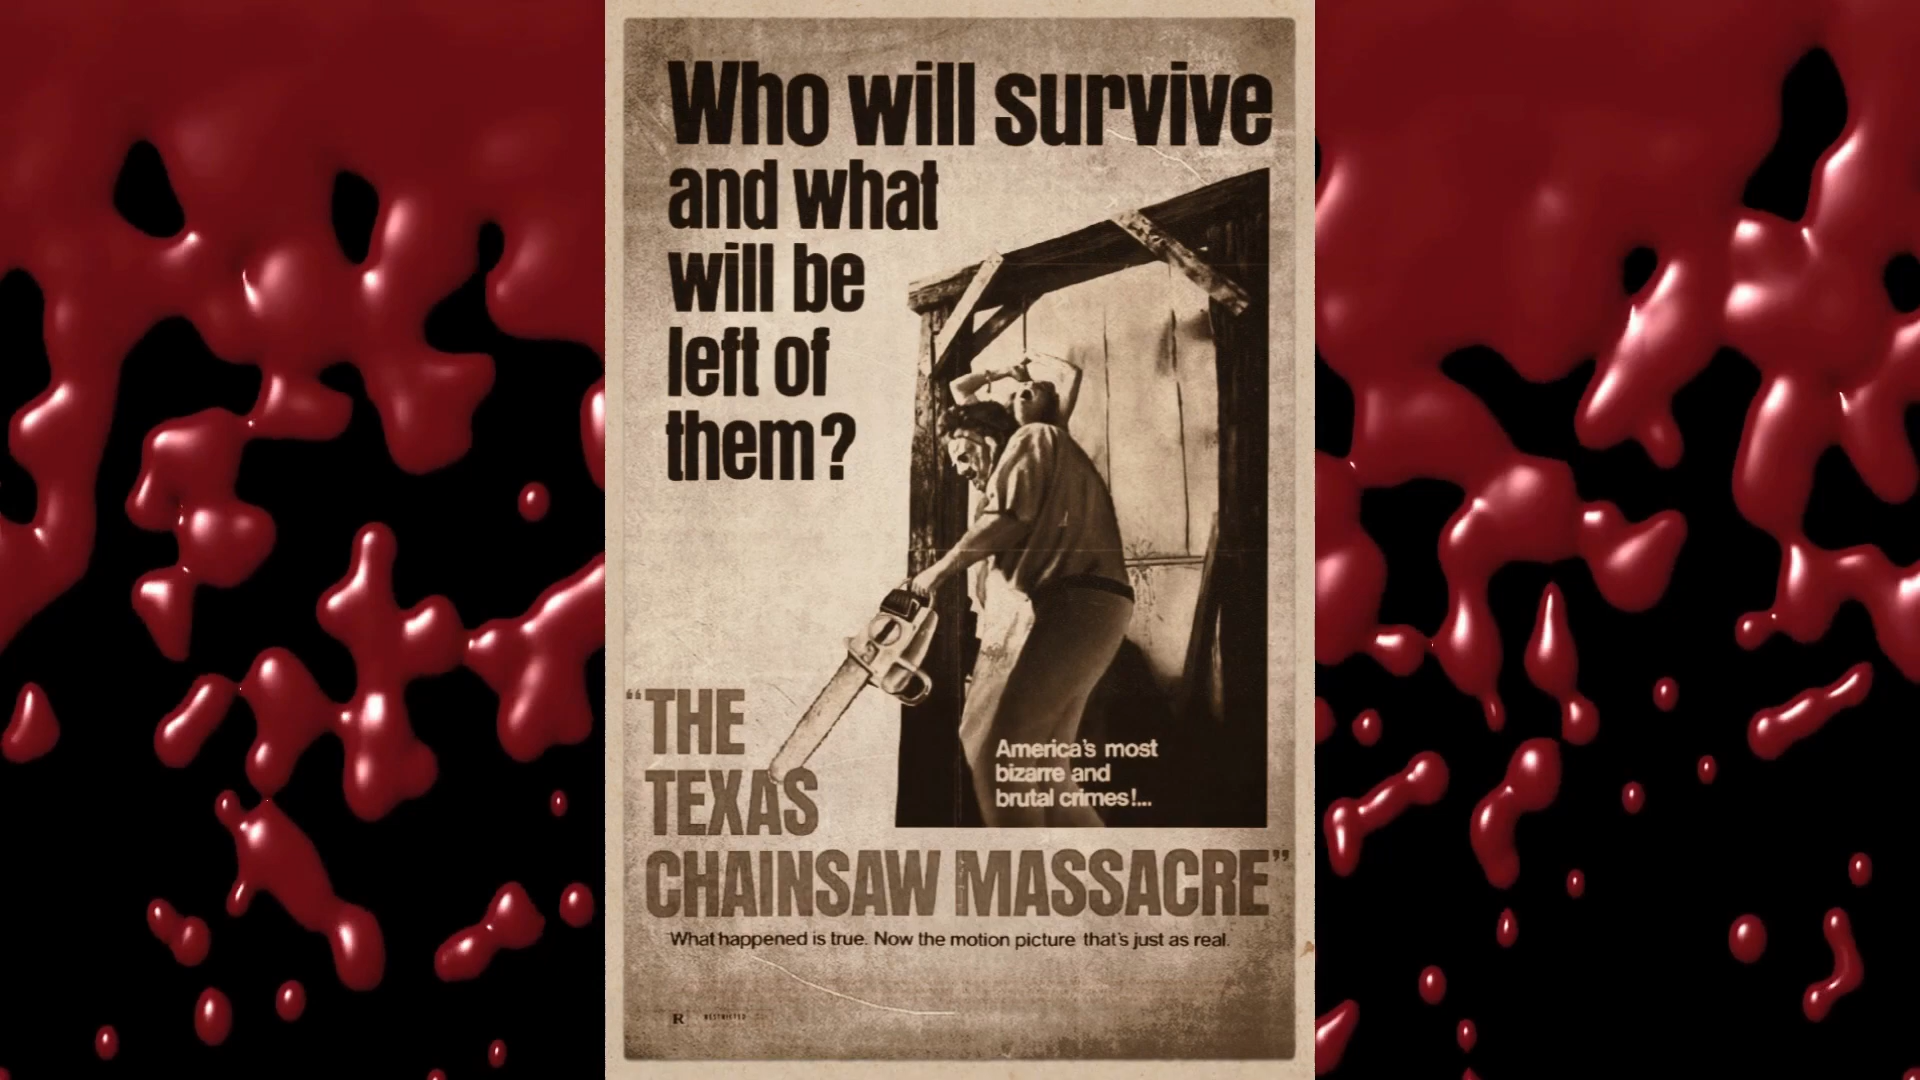 Who will survive
and what
will be
left of
them?
America's most
bizarre and
brutal crimes!...
"THE
TEXAS
CHAINSAW MASSACRE"
What happened is true. Now the motion picture that's just as real.
R RESTRICTED